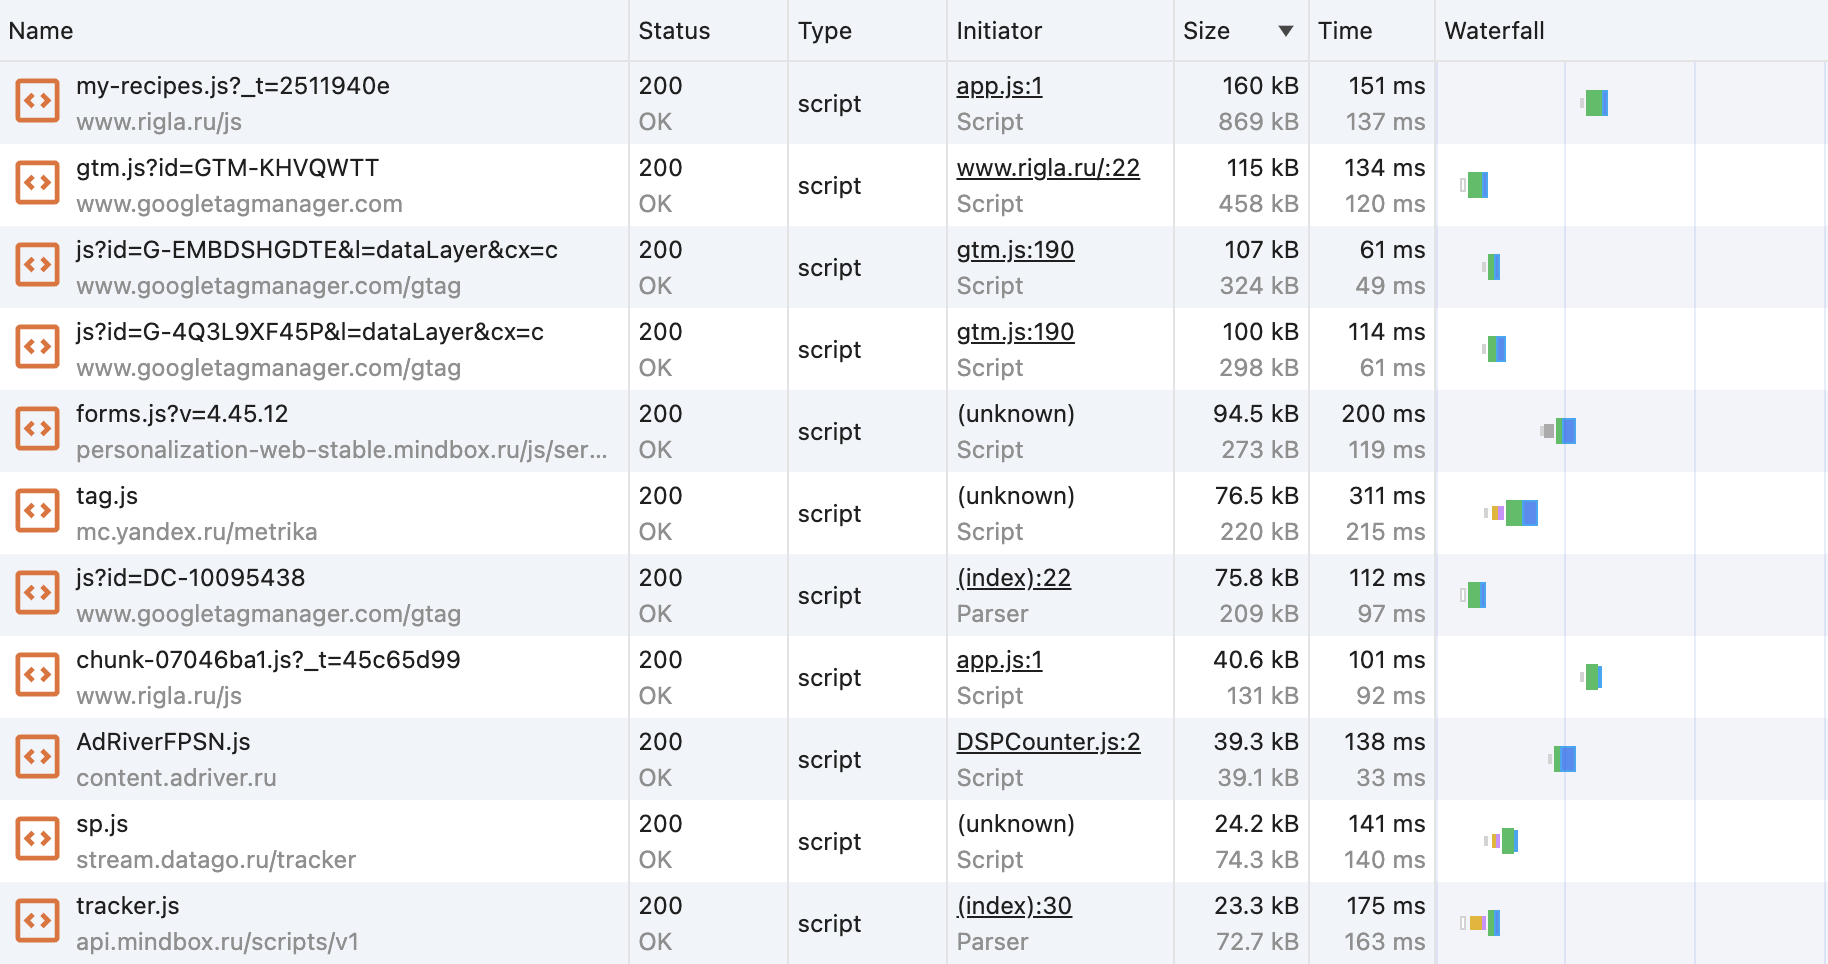 Name Status Type Initiator Size ▼ Time Waterfall
my-recipes.js?_t=2511940e 200 script app.js:1 160 kB 151 ms
www.rigla.ru/js OK Script 869 kB 137 ms
gtm.js?id=GTM-KHVQWTT 200 script www.rigla.ru/:22 115 kB 134 ms
www.googletagmanager.com OK Script 458 kB 120 ms
js?id=G-EMBDSHGDTE&l=dataLayer&cx=c 200 script gtm.js:190 107 kB 61 ms
www.googletagmanager.com/gtag OK Script 324 kB 49 ms
js?id=G-4Q3L9XF45P&l=dataLayer&cx=c 200 script gtm.js:190 100 kB 114 ms
www.googletagmanager.com/gtag OK Script 298 kB 61 ms
forms.js?v=4.45.12 200 script (unknown) 94.5 kB 200 ms
personalization-web-stable.mindbox.ru/js/ser... OK Script 273 kB 119 ms
tag.js 200 script (unknown) 76.5 kB 311 ms
mc.yandex.ru/metrika OK Script 220 kB 215 ms
js?id=DC-10095438 200 script (index):22 75.8 kB 112 ms
www.googletagmanager.com/gtag OK Parser 209 kB 97 ms
chunk-07046ba1.js?_t=45c65d99 200 script app.js:1 40.6 kB 101 ms
www.rigla.ru/js OK Script 131 kB 92 ms
AdRiverFPSN.js 200 script DSPCounter.js:2 39.3 kB 138 ms
content.adriver.ru OK Script 39.1 kB 33 ms
sp.js 200 script (unknown) 24.2 kB 141 ms
stream.datago.ru/tracker OK Script 74.3 kB 140 ms
tracker.js 200 script (index):30 23.3 kB 175 ms
api.mindbox.ru/scripts/v1 OK Parser 72.7 kB 163 ms